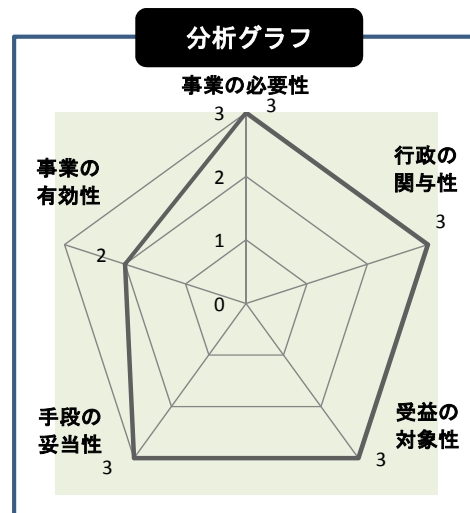 分析グラフ
事業の必要性
3
3
行政の
関与性
3
事業の
有効性
2
2
1
0
手段の
妥当性
3
受益の
対象性
3